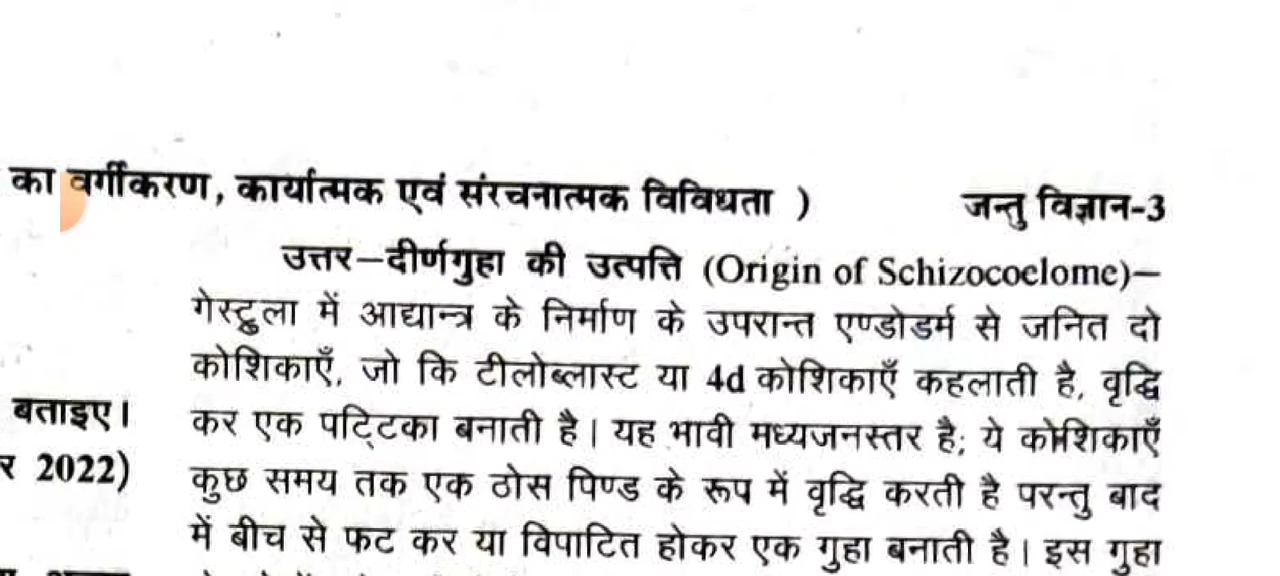 का वर्गीकरण, कार्यात्मक एवं संरचनात्मक विविधता ) जन्तु विज्ञान-3
बताइए।
र 2022)
उत्तर–दीर्णगुहा की उत्पत्ति (Origin of Schizocoelome)–
गेस्ट्रुला में आद्यान्त्र के निर्माण के उपरान्त एण्डोडर्म से जनित दो
कोशिकाएँ, जो कि टीलोब्लास्ट या 4d कोशिकाएँ कहलाती है, वृद्धि
कर एक पट्टिका बनाती है। यह भावी मध्यजनस्तर है; ये कोशिकाएँ
कुछ समय तक एक ठोस पिण्ड के रूप में वृद्धि करती है परन्तु बाद
में बीच से फट कर या विपाटित होकर एक गुहा बनाती है। इस गुहा